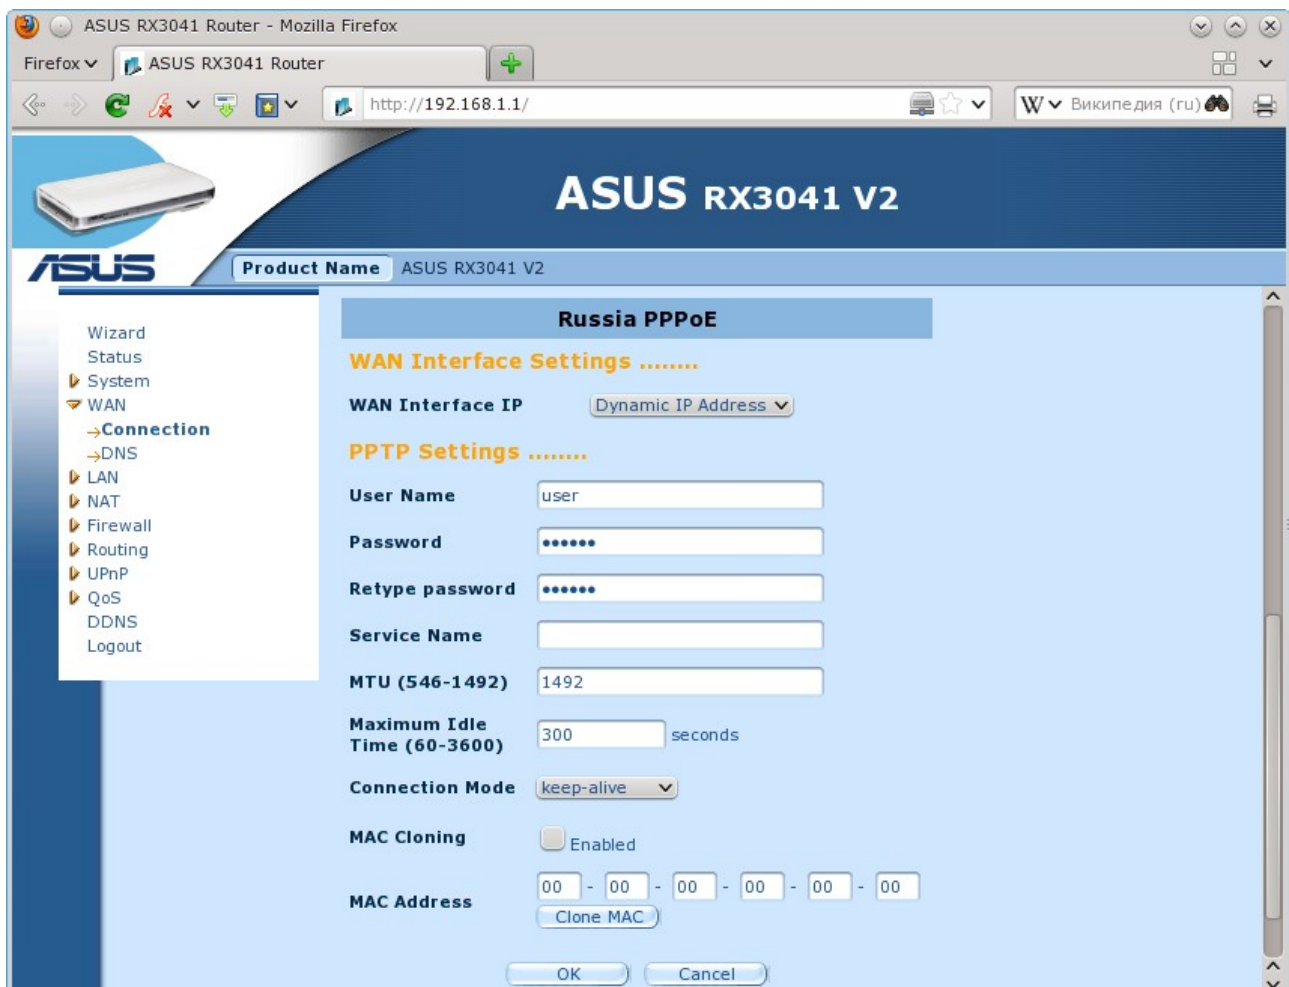 ASUS RX3041 Router - Mozilla Firefox
Firefox
ASUS RX3041 Router
http://192.168.1.1/
W Википедия (ru)
ASUS RX3041 V2
ASUS
Product Name ASUS RX3041 V2
Wizard
Status
System
WAN
Connection
DNS
LAN
NAT
Firewall
Routing
UPnP
QoS
DDNS
Logout
Russia PPPoE
WAN Interface Settings ........
WAN Interface IP Dynamic IP Address
PPTP Settings ........
User Name user
Password ••••••
Retype password ••••••
Service Name
MTU (546-1492) 1492
Maximum Idle
Time (60-3600) 300 seconds
Connection Mode keep-alive
MAC Cloning Enabled
MAC Address 00 - 00 - 00 - 00 - 00 - 00
Clone MAC
OK Cancel